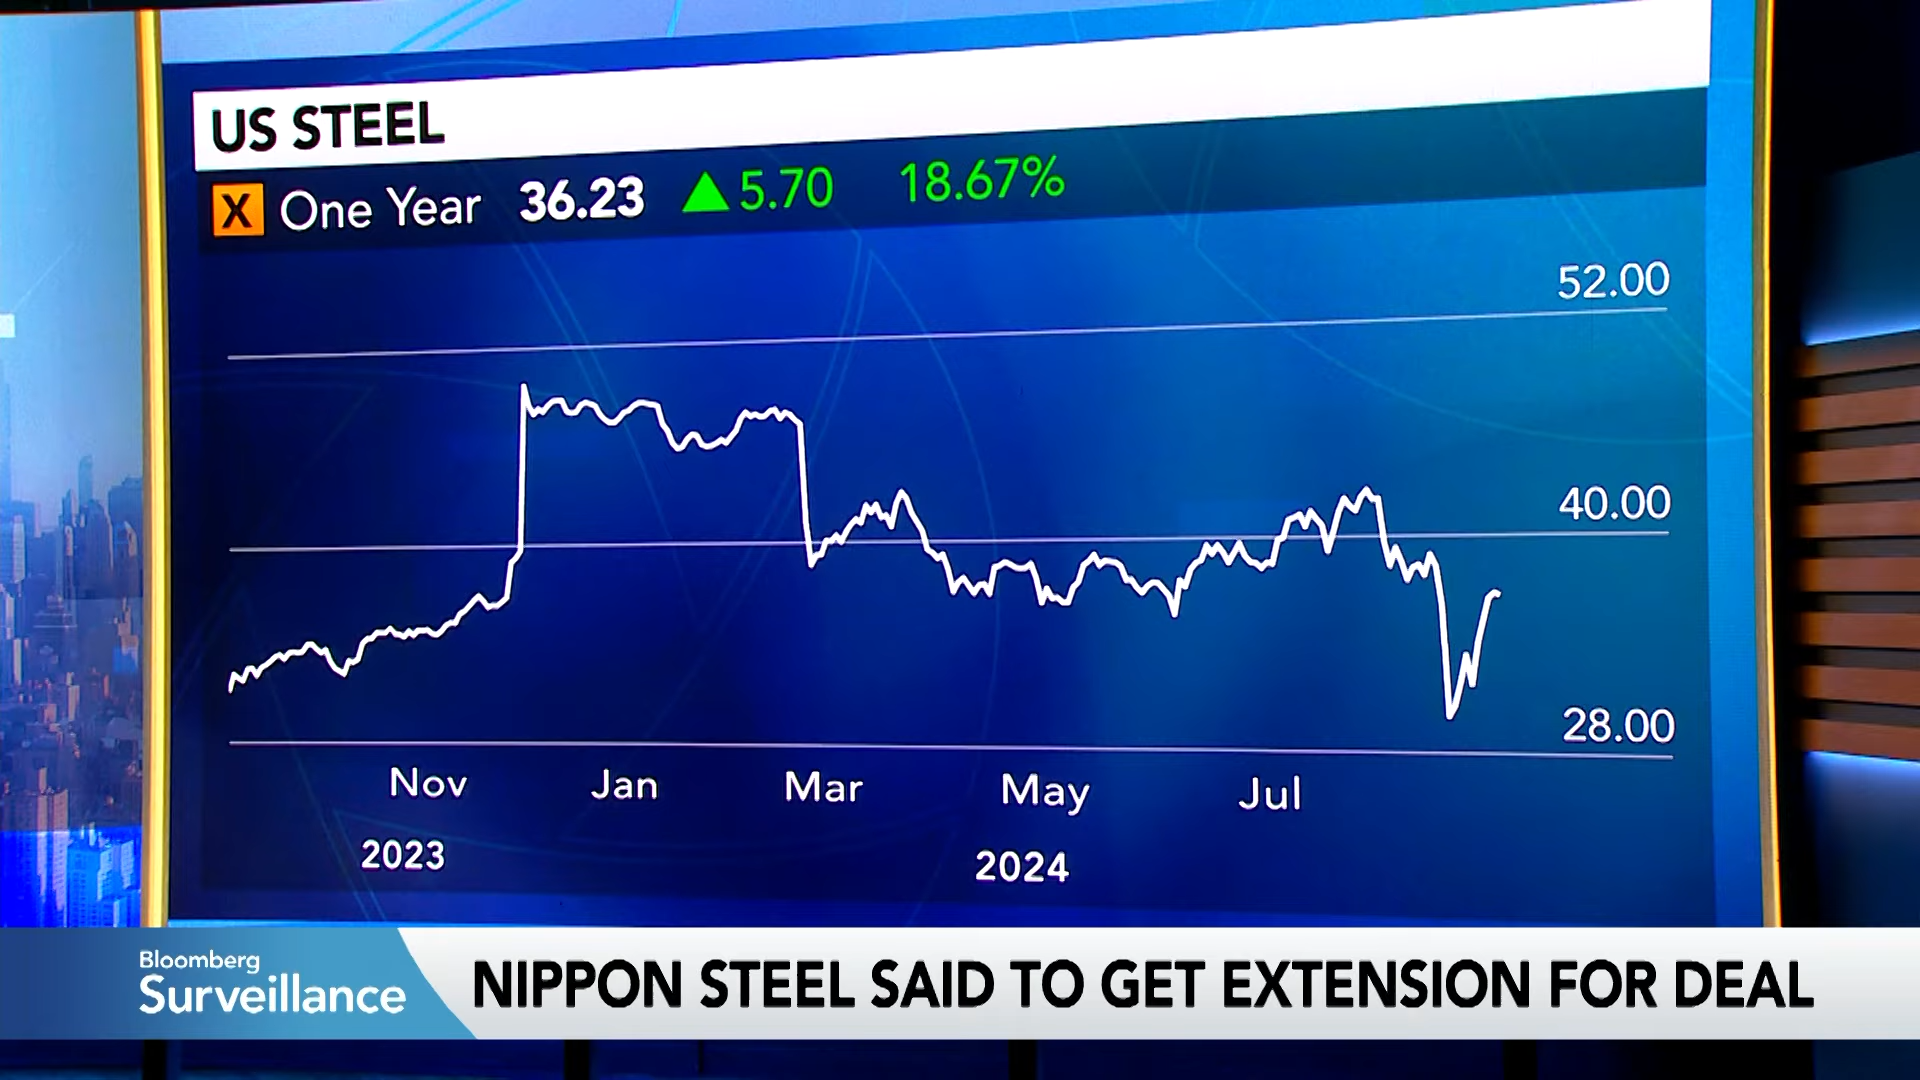 US STEEL
X One Year 36.23 ▲5.70 18.67%
52.00
40.00
28.00
Nov Jan Mar May Jul
2023 2024
Bloomberg
Surveillance
NIPPON STEEL SAID TO GET EXTENSION FOR DEAL